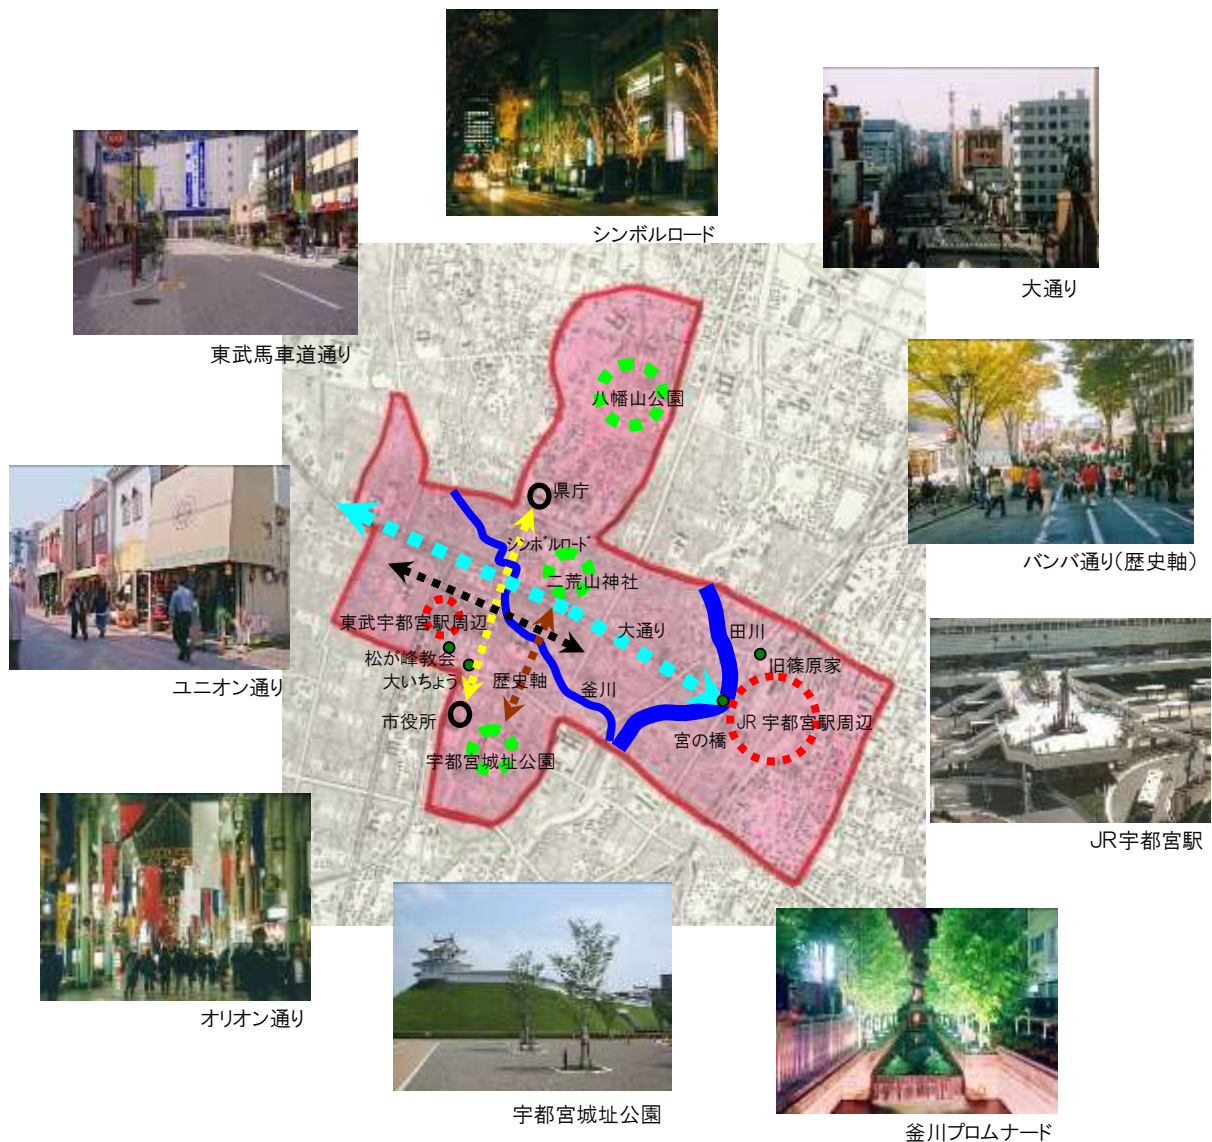 シンボルロード
大通り
東武馬車道通り
八幡山公園
県庁
シンボルロード
バンバ通り(歴史軸)
二荒山神社
東武宇都宮駅周辺
大通り
田川
松が峰教会
旧篠原家
大いちょう
歴史軸
釜川
ユニオン通り
市役所
JR 宇都宮駅周辺
宮の橋
宇都宮城址公園
JR宇都宮駅
オリオン通り
宇都宮城址公園
釜川プロムナード